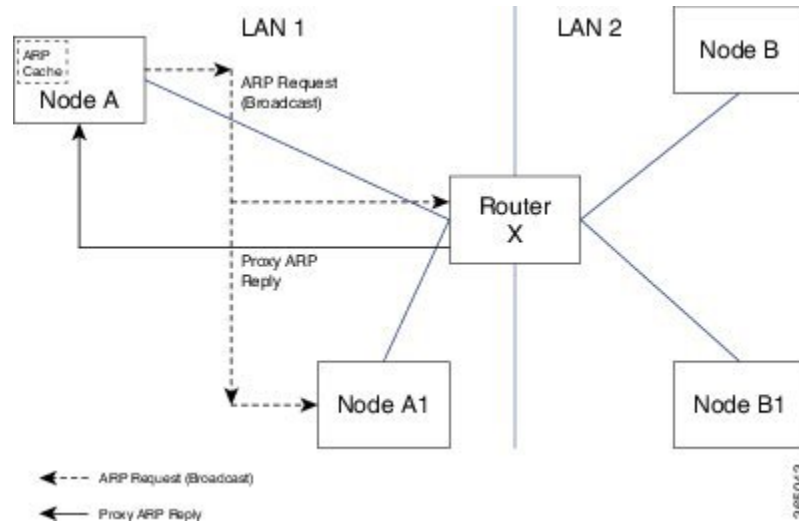 LAN 1
LAN 2
ARP
Cache
Node A
ARP Request
(Broadcast)
Node B
Router
X
Proxy ARP
Reply
Node A1
Node B1
ARP Request (Broadcast)
Proxy ARP Reply